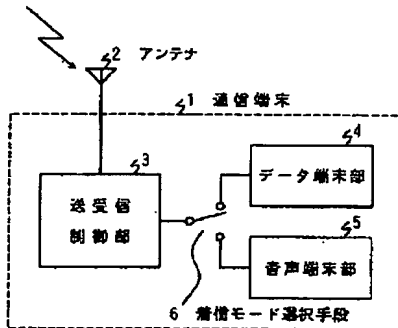 2 アンテナ
1 通信端末
3
送受信
制御部
4
データ端末部
5
音声端末部
6 着信モード選択手段